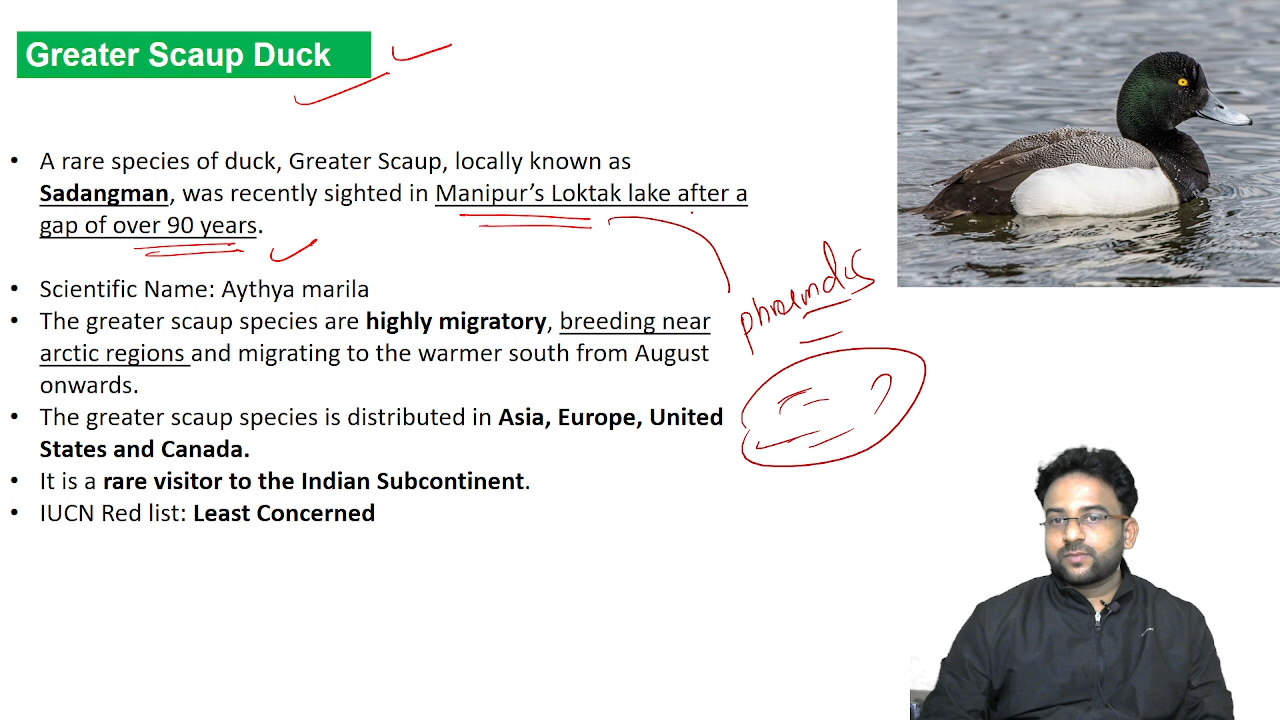 Greater Scaup Duck
• A rare species of duck, Greater Scaup, locally known as
Sadangman, was recently sighted in Manipur’s Loktak lake after a
gap of over 90 years.
• Scientific Name: Aythya marila
• The greater scaup species are highly migratory, breeding near
arctic regions and migrating to the warmer south from August
onwards.
• The greater scaup species is distributed in Asia, Europe, United
States and Canada.
• It is a rare visitor to the Indian Subcontinent.
• IUCN Red list: Least Concerned